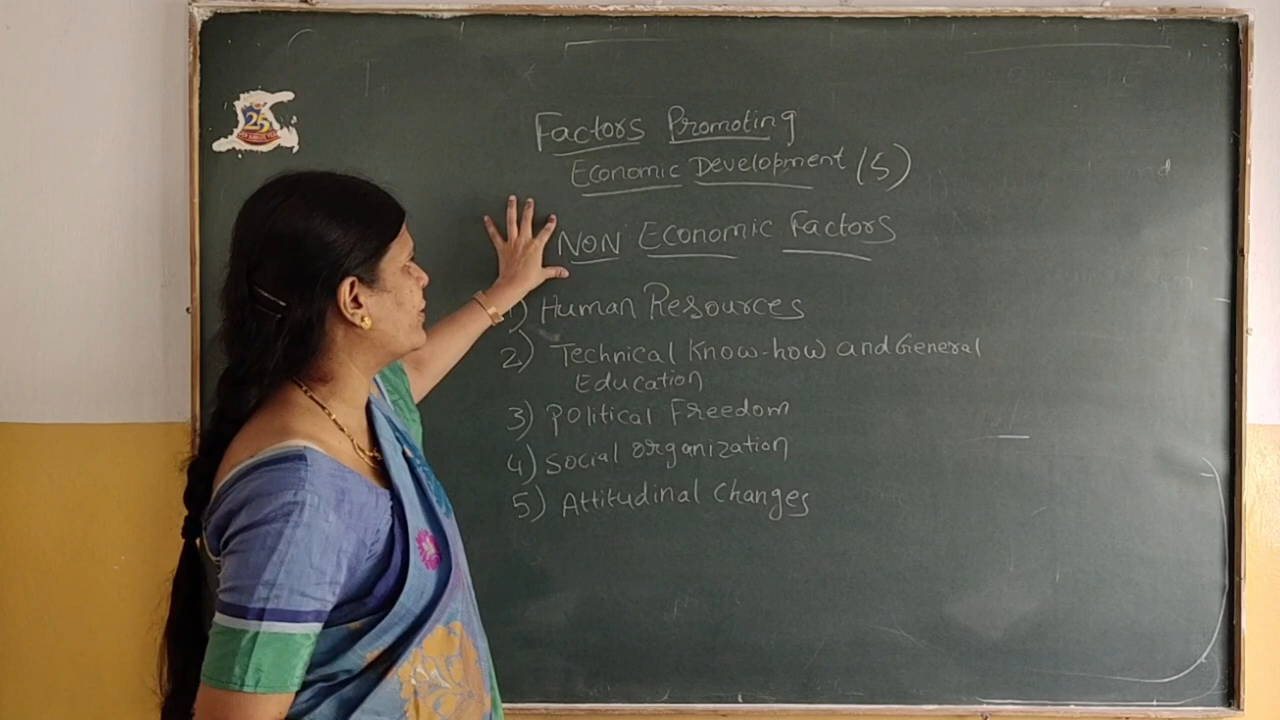 25
Factors Promoting
Economic Development (5)
NON Economic Factors
1) Human Resources
2) Technical Know-how and General
Education
3) Political Freedom
4) Social organization
5) Attitudinal Changes